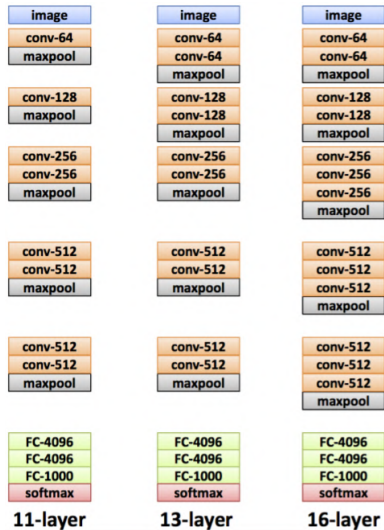 image
conv-64
maxpool
conv-128
maxpool
conv-256
conv-256
maxpool
conv-512
conv-512
maxpool
conv-512
conv-512
maxpool
FC-4096
FC-4096
FC-1000
softmax
11-layer
image
conv-64
conv-64
maxpool
conv-128
conv-128
maxpool
conv-256
conv-256
maxpool
conv-512
conv-512
maxpool
conv-512
conv-512
maxpool
FC-4096
FC-4096
FC-1000
softmax
13-layer
image
conv-64
conv-64
maxpool
conv-128
conv-128
maxpool
conv-256
conv-256
conv-256
maxpool
conv-512
conv-512
conv-512
maxpool
conv-512
conv-512
conv-512
maxpool
FC-4096
FC-4096
FC-1000
softmax
16-layer